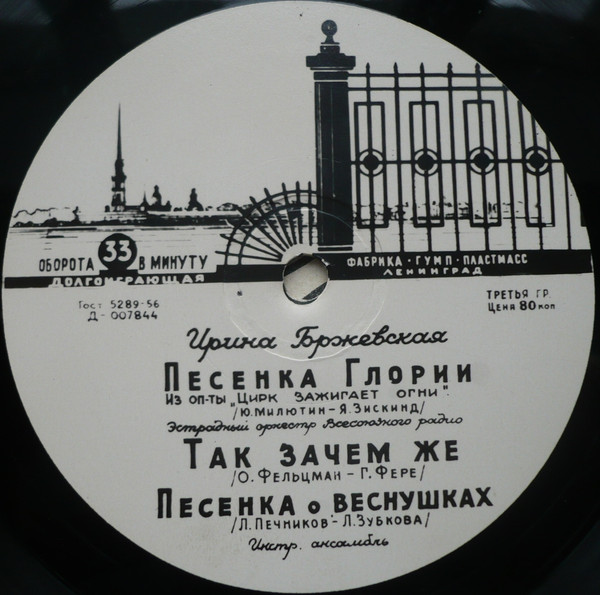 ОБОРОТА 33 В МИНУТУ
ДОЛГОИГРАЮЩАЯ
ФАБРИКА · ГУМП · ПЛАСТМАСС
ЛЕНИНГРАД
Гост 5289-56
Д-007844
ТРЕТЬЯ ГР.
ЦЕНА 80 коп
Ирина Бржевская
ПЕСЕНКА ГЛОРИИ
ИЗ ОП-ТЫ „ЦИРК ЗАЖИГАЕТ ОГНИ".
/Ю.МИЛЮТИН-Я.ЗИСКИНД/
Эстрадный оркестр Всесоюзного радио
ТАК ЗАЧЕМ ЖЕ
/О.ФЕЛЬЦМАН-Г.ФЕРЕ/
ПЕСЕНКА О ВЕСНУШКАХ
/Л.ПЕЧНИКОВ-Л.ЗУБКОВА/
Инстр. ансамбль